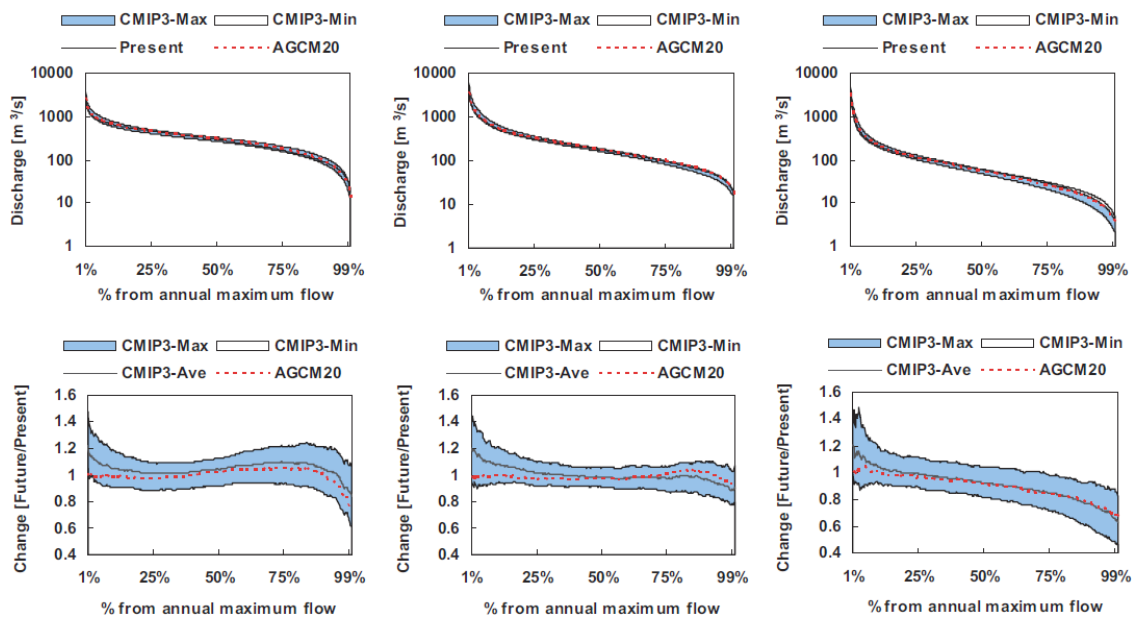 CMIP3-Max CMIP3-Min
Present AGCM20
10000
1000
100
10
1
Discharge [m³/s]
1% 25% 50% 75% 99%
% from annual maximum flow
CMIP3-Max CMIP3-Min
Present AGCM20
10000
1000
100
10
1
Discharge [m³/s]
1% 25% 50% 75% 99%
% from annual maximum flow
CMIP3-Max CMIP3-Min
Present AGCM20
10000
1000
100
10
1
Discharge [m³/s]
1% 25% 50% 75% 99%
% from annual maximum flow
CMIP3-Max CMIP3-Min
CMIP3-Ave AGCM20
1.6
1.4
1.2
1
0.8
0.6
0.4
Change [Future/Present]
1% 25% 50% 75% 99%
% from annual maximum flow
CMIP3-Max CMIP3-Min
CMIP3-Ave AGCM20
1.6
1.4
1.2
1
0.8
0.6
0.4
Change [Future/Present]
1% 25% 50% 75% 99%
% from annual maximum flow
CMIP3-Max CMIP3-Min
CMIP3-Ave AGCM20
1.6
1.4
1.2
1
0.8
0.6
0.4
Change [Future/Present]
1% 25% 50% 75% 99%
% from annual maximum flow